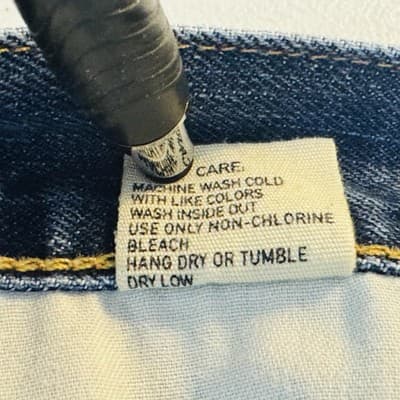 CARE:
MACHINE WASH COLD
WITH LIKE COLORS
WASH INSIDE OUT
USE ONLY NON-CHLORINE
BLEACH
HANG DRY OR TUMBLE
DRY LOW